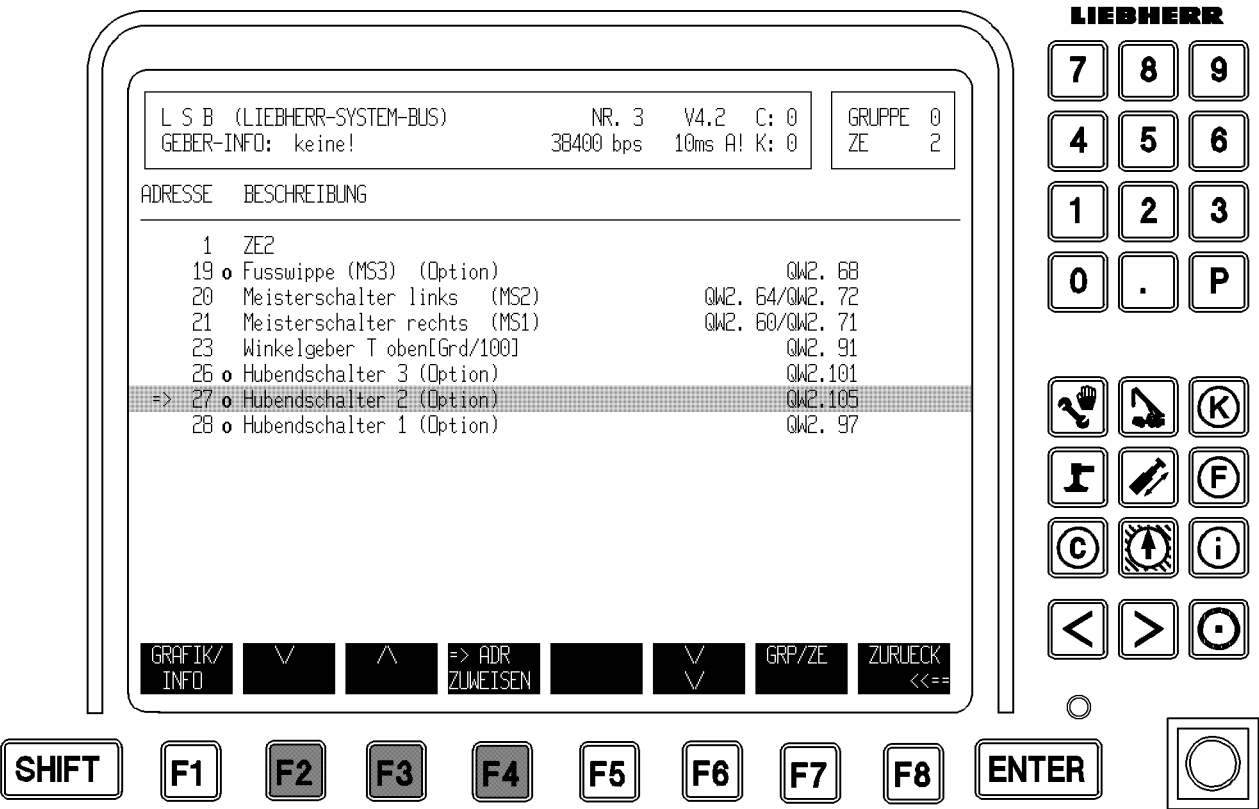 LIEBHERR
L S B (LIEBHERR-SYSTEM-BUS) NR. 3 V4.2 C: 0
GEBER-INFO: keine! 38400 bps 10ms A! K: 0
GRUPPE 0
ZE 2
ADRESSE BESCHREIBUNG
1 ZE2
19 o Fusswippe (MS3) (Option) QW2. 68
20 Meisterschalter links (MS2) QW2. 64/QW2. 72
21 Meisterschalter rechts (MS1) QW2. 60/QW2. 71
23 Winkelgeber T oben[Grd/100] QW2. 91
26 o Hubendschalter 3 (Option) QW2.101
=> 27 o Hubendschalter 2 (Option) QW2.105
28 o Hubendschalter 1 (Option) QW2. 97
GRAFIK/
INFO
\/
/\
=> ADR
ZUWEISEN
\/
\/
GRP/ZE
ZURUECK
<<==
SHIFT F1 F2 F3 F4 F5 F6 F7 F8 ENTER
7 8 9
4 5 6
1 2 3
0 . P
K
F
C i
< >